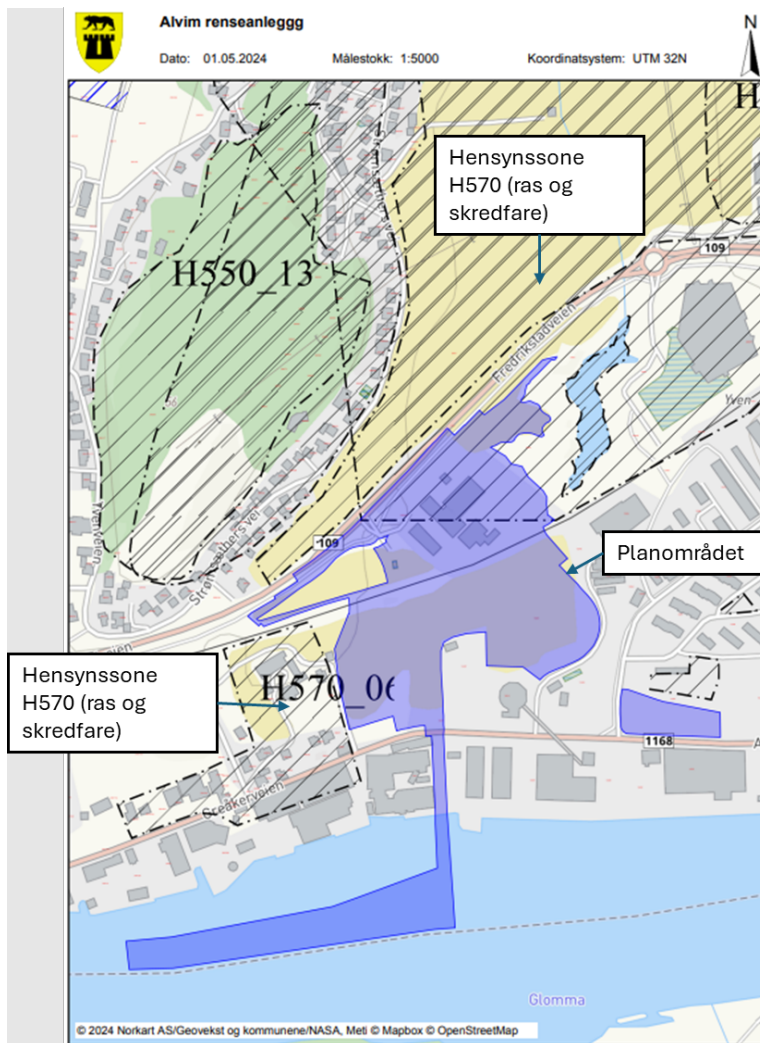 Alvim renseanleggg
Dato: 01.05.2024 Målestokk: 1:5000 Koordinatsystem: UTM 32N
N
H
Hensynssone
H570 (ras og
skredfare)
109
H550_13
Fredrikstadveien
Yven
109
Planområdet
Hensynssone
H570 (ras og
skredfare)
H570_06
1168
Greåkerveien
Glomma
© 2024 Norkart AS/Geovekst og kommunene/NASA, Meti © Mapbox © OpenStreetMap